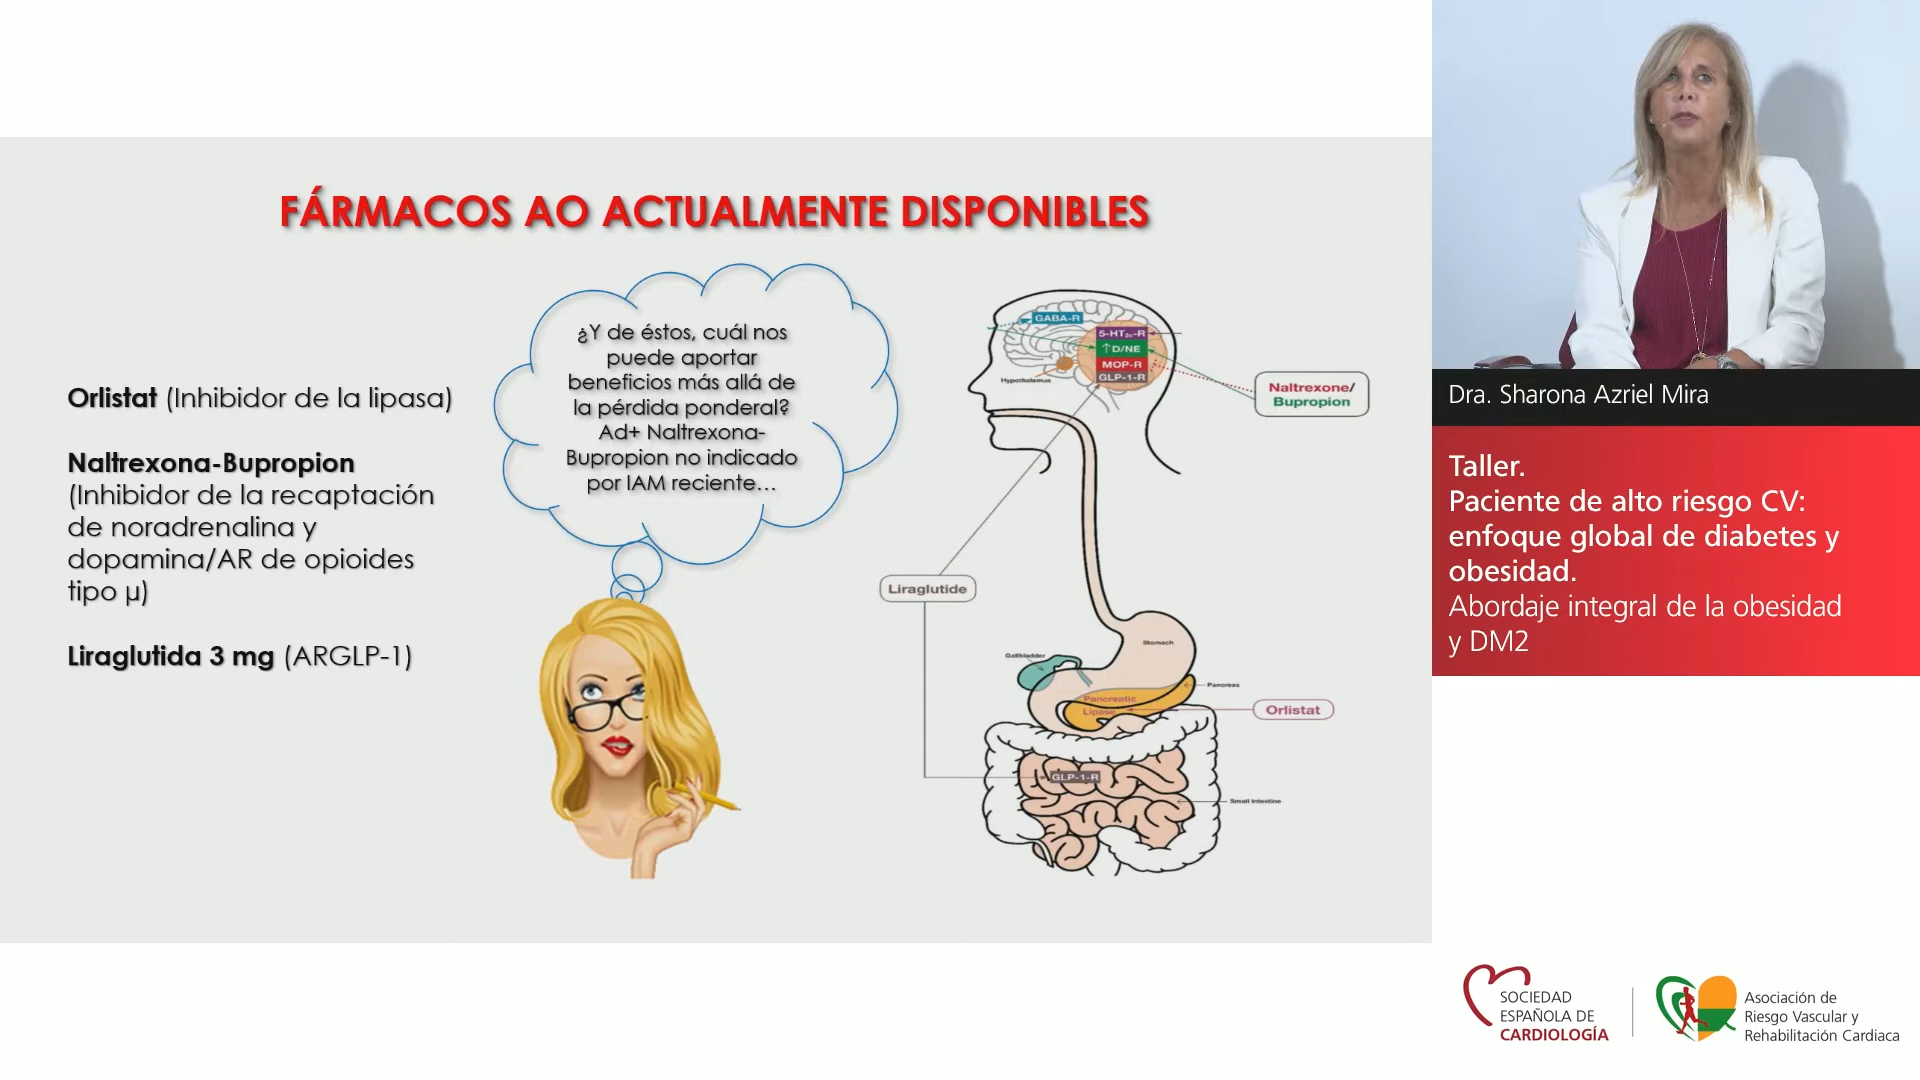 FÁRMACOS AO ACTUALMENTE DISPONIBLES
Orlistat (Inhibidor de la lipasa)
Naltrexona-Bupropion
(Inhibidor de la recaptación
de noradrenalina y
dopamina/AR de opioides
tipo µ)
Liraglutida 3 mg (ARGLP-1)
¿Y de éstos, cuál nos
puede aportar
beneficios más allá de
la pérdida ponderal?
Ad+ Naltrexona-
Bupropion no indicado
por IAM reciente...
GABA-R
5-HT₂c-R
↑D/NE
MOP-R
GLP-1-R
Hypothalamus
Naltrexone/
Bupropion
Liraglutide
Stomach
Gallbladder
Pancreas
Pancreatic
Lipase
Orlistat
GLP-1-R
Small Intestine
Dra. Sharona Azriel Mira
Taller.
Paciente de alto riesgo CV:
enfoque global de diabetes y
obesidad.
Abordaje integral de la obesidad
y DM2
SOCIEDAD
ESPAÑOLA DE
CARDIOLOGÍA
Asociación de
Riesgo Vascular y
Rehabilitación Cardiaca